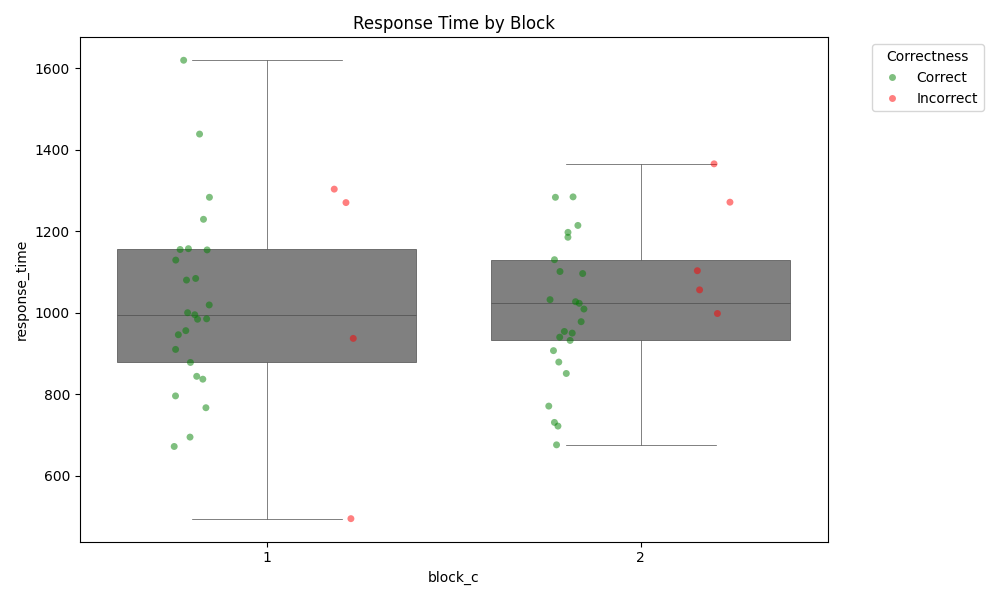 Response Time by Block
Correctness
Correct
Incorrect
response_time
1600
1400
1200
1000
800
600
1
2
block_c